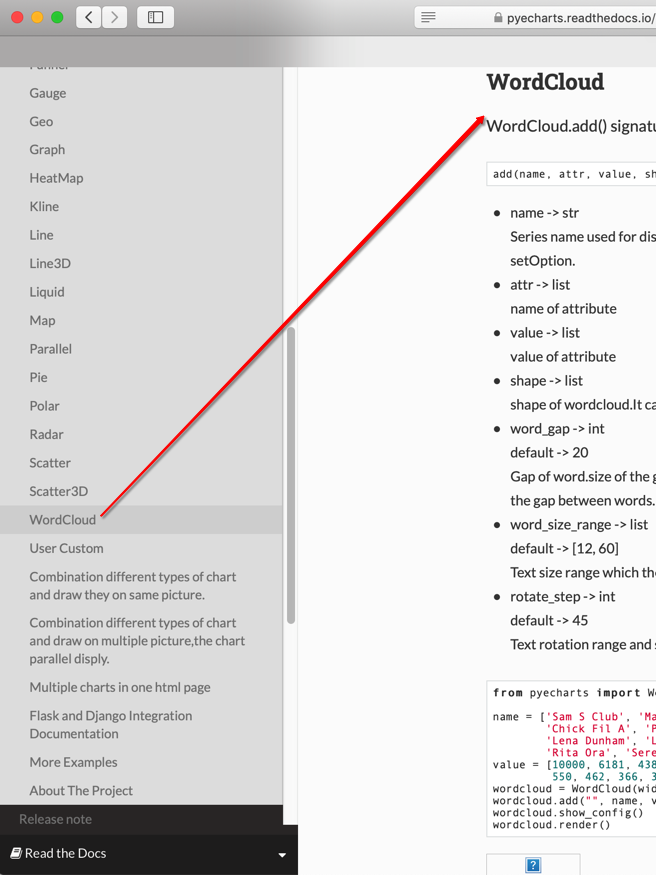 pyecharts.readthedocs.io/
Gauge
Geo
Graph
HeatMap
Kline
Line
Line3D
Liquid
Map
Parallel
Pie
Polar
Radar
Scatter
Scatter3D
WordCloud
User Custom
Combination different types of chart
and draw they on same picture.
Combination different types of chart
and draw on multiple picture,the chart
parallel disply.
Multiple charts in one html page
Flask and Django Integration
Documentation
More Examples
About The Project
Release note
Read the Docs
WordCloud
WordCloud.add() signatu
add(name, attr, value, sh
name -> str
Series name used for dis
setOption.
attr -> list
name of attribute
value -> list
value of attribute
shape -> list
shape of wordcloud.It ca
word_gap -> int
default -> 20
Gap of word.size of the g
the gap between words.
word_size_range -> list
default -> [12, 60]
Text size range which the
rotate_step -> int
default -> 45
Text rotation range and s
from pyecharts import Wo
name = ['Sam S Club', 'Ma
'Chick Fil A', 'P
'Lena Dunham', 'L
'Rita Ora', 'Sere
value = [10000, 6181, 438
550, 462, 366, 3
wordcloud = WordCloud(wid
wordcloud.add("", name, v
wordcloud.show_config()
wordcloud.render()
?